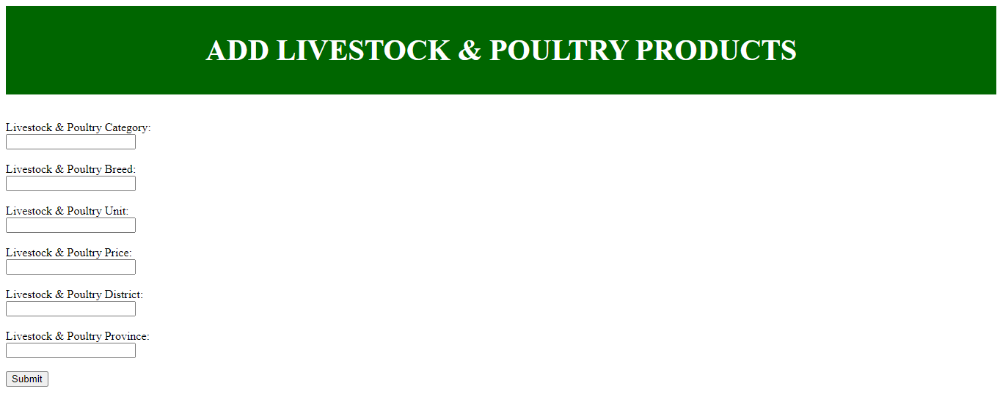 ADD LIVESTOCK & POULTRY PRODUCTS
Livestock & Poultry Category:
Livestock & Poultry Breed:
Livestock & Poultry Unit:
Livestock & Poultry Price:
Livestock & Poultry District:
Livestock & Poultry Province:
Submit